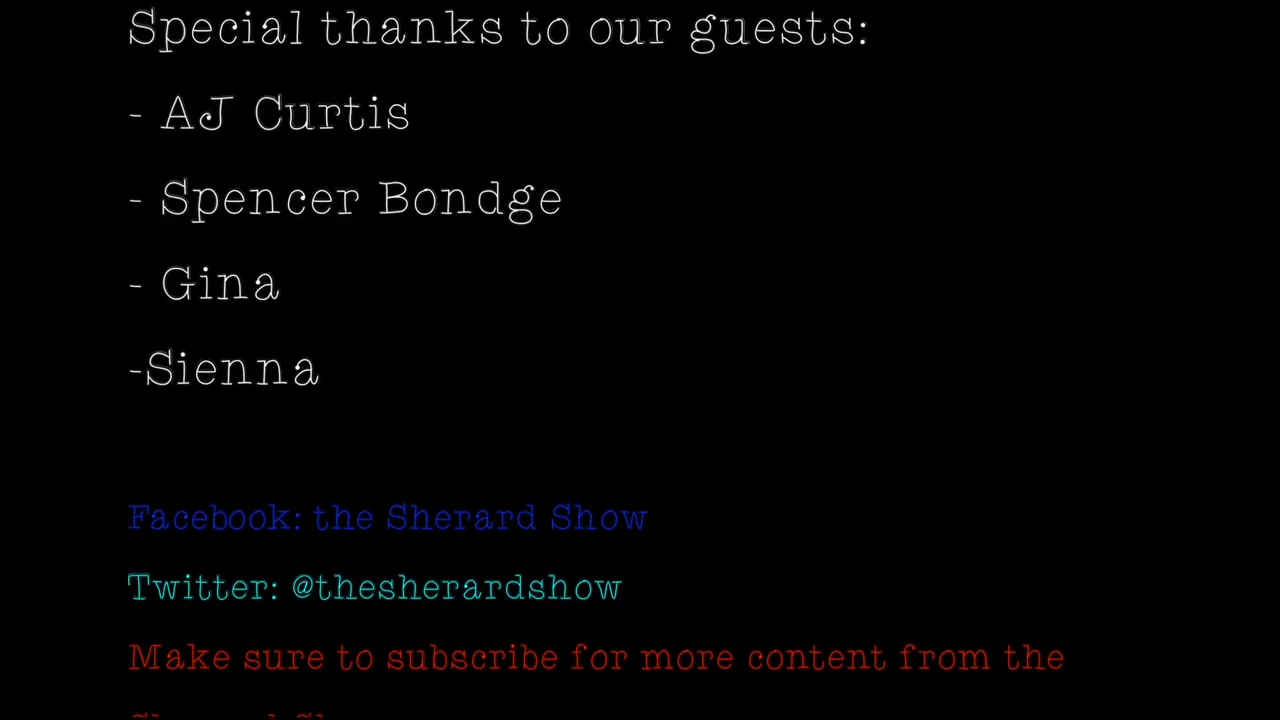 Special thanks to our guests:
- AJ Curtis
- Spencer Bondge
- Gina
-Sienna
Facebook: the Sherard Show
Twitter: @thesherardshow
Make sure to subscribe for more content from the